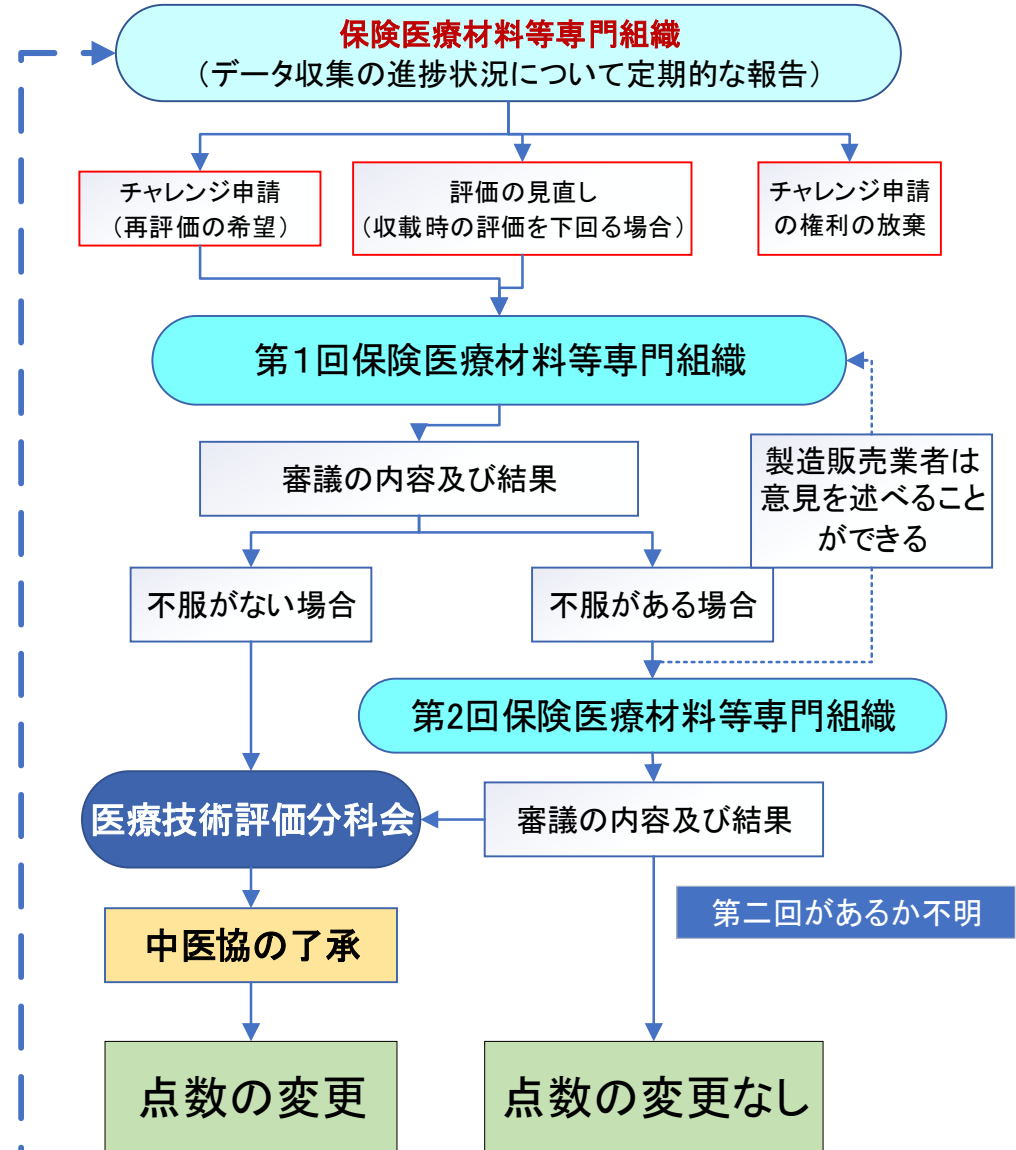 保険医療材料等専門組織
（データ収集の進捗状況について定期的な報告）
チャレンジ申請
（再評価の希望）
評価の見直し
（収載時の評価を下回る場合）
チャレンジ申請
の権利の放棄
第１回保険医療材料等専門組織
審議の内容及び結果
製造販売業者は
意見を述べること
ができる
不服がない場合
不服がある場合
第2回保険医療材料等専門組織
医療技術評価分科会
審議の内容及び結果
第二回があるか不明
中医協の了承
点数の変更
点数の変更なし